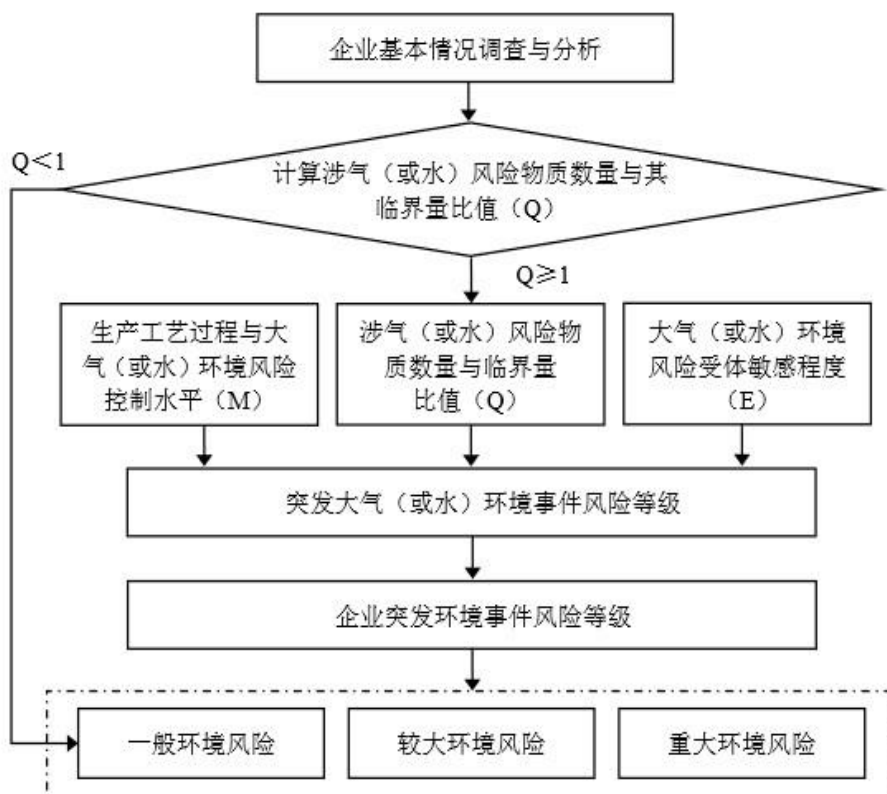 企业基本情况调查与分析
Q＜1
计算涉气（或水）风险物质数量与其
临界量比值（Q）
Q≥1
生产工艺过程与大
气（或水）环境风险
控制水平（M）
涉气（或水）风险物
质数量与临界量
比值（Q）
大气（或水）环境
风险受体敏感程度
（E）
突发大气（或水）环境事件风险等级
企业突发环境事件风险等级
一般环境风险
较大环境风险
重大环境风险